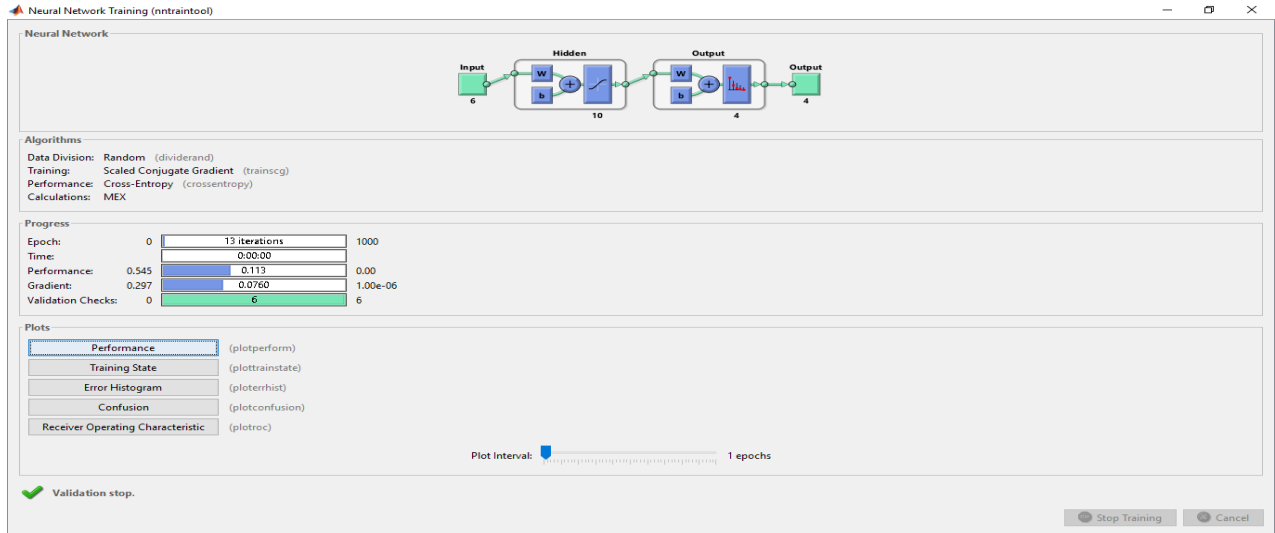 Neural Network Training (nntraintool)
Neural Network
Hidden Output
Input Output
W W
b b
6 4
10 4
Algorithms
Data Division: Random (dividerand)
Training: Scaled Conjugate Gradient (trainscg)
Performance: Cross-Entropy (crossentropy)
Calculations: MEX
Progress
Epoch: 0 13 iterations 1000
Time: 0:00:00
Performance: 0.545 0.113 0.00
Gradient: 0.297 0.0760 1.00e-06
Validation Checks: 0 6 6
Plots
Performance (plotperform)
Training State (plottrainstate)
Error Histogram (ploterrhist)
Confusion (plotconfusion)
Receiver Operating Characteristic (plotroc)
Plot Interval: 1 epochs
Validation stop.
Stop Training Cancel